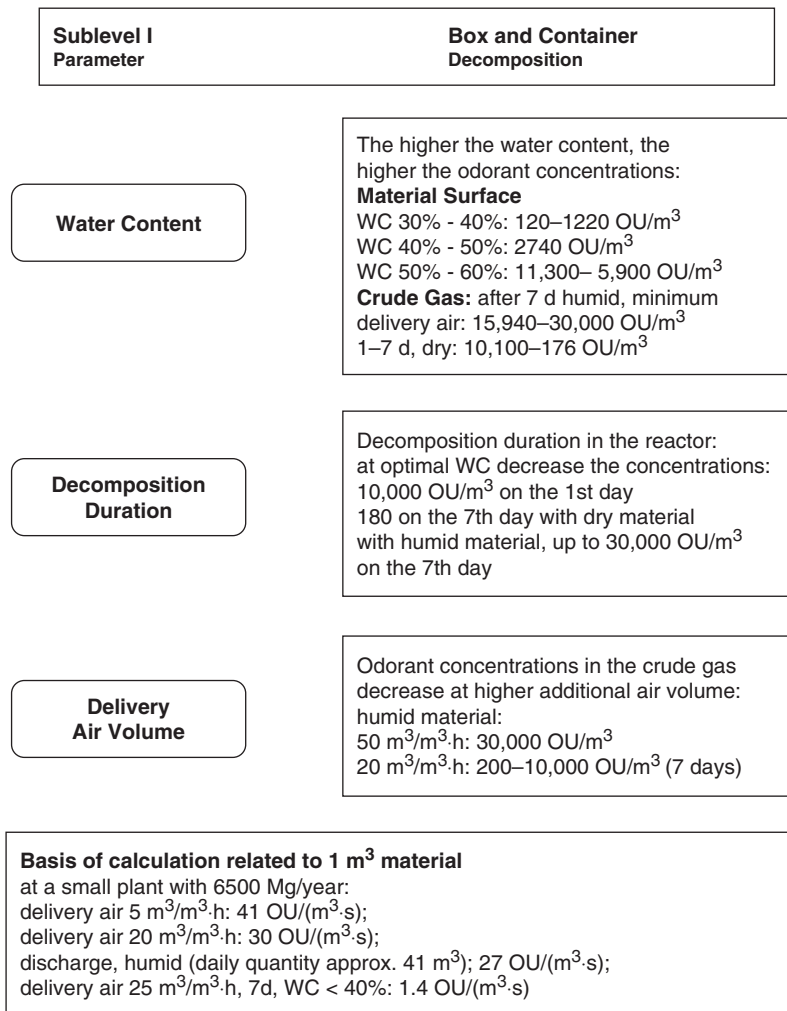 Sublevel I
Parameter
Box and Container
Decomposition
Water Content
The higher the water content, the
higher the odorant concentrations:
Material Surface
WC 30% - 40%: 120–1220 OU/m³
WC 40% - 50%: 2740 OU/m³
WC 50% - 60%: 11,300– 5,900 OU/m³
Crude Gas: after 7 d humid, minimum
delivery air: 15,940–30,000 OU/m³
1–7 d, dry: 10,100–176 OU/m³
Decomposition
Duration
Decomposition duration in the reactor:
at optimal WC decrease the concentrations:
10,000 OU/m³ on the 1st day
180 on the 7th day with dry material
with humid material, up to 30,000 OU/m³
on the 7th day
Delivery
Air Volume
Odorant concentrations in the crude gas
decrease at higher additional air volume:
humid material:
50 m³/m³·h: 30,000 OU/m³
20 m³/m³·h: 200–10,000 OU/m³ (7 days)
Basis of calculation related to 1 m³ material
at a small plant with 6500 Mg/year:
delivery air 5 m³/m³·h: 41 OU/(m³·s);
delivery air 20 m³/m³·h: 30 OU/(m³·s);
discharge, humid (daily quantity approx. 41 m³); 27 OU/(m³·s);
delivery air 25 m³/m³·h, 7d, WC < 40%: 1.4 OU/(m³·s)